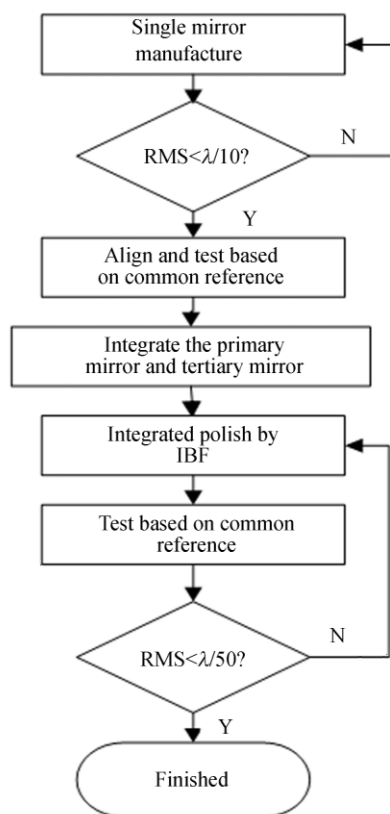 Single mirror
manufacture
RMS<λ/10?
N
Y
Align and test based
on common reference
Integrate the primary
mirror and tertiary mirror
Integrated polish by
IBF
Test based on common
reference
RMS<λ/50?
N
Y
Finished